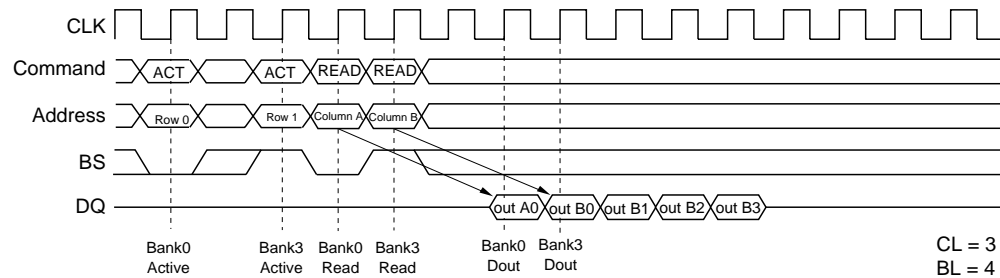 CLK
Command ACT ACT READ READ
Address Row 0 Row 1 Column A Column B
BS
DQ out A0 out B0 out B1 out B2 out B3
Bank0 Bank3 Bank0 Bank3 Bank0 Bank3
Active Active Read Read Dout Dout
CL = 3
BL = 4